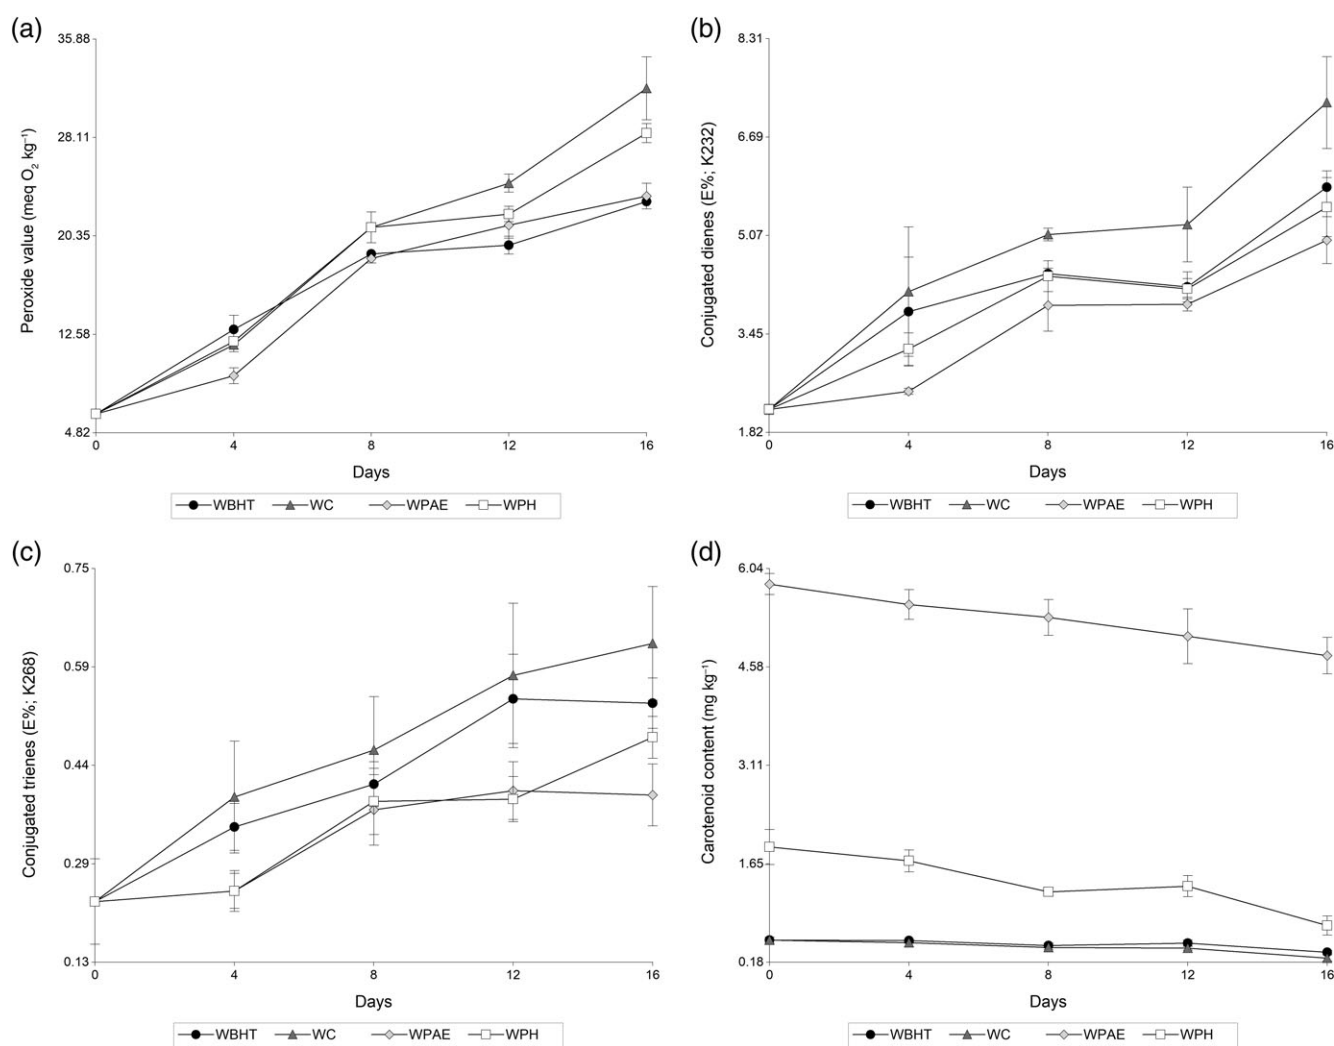 (a)
35.88
28.11
20.35
12.58
4.82
Peroxide value (meq O₂ kg⁻¹)
0 4 8 12 16
Days
WBHT WC WPAE WPH
(b)
8.31
6.69
5.07
3.45
1.82
Conjugated dienes (E%; K232)
0 4 8 12 16
Days
WBHT WC WPAE WPH
(c)
0.75
0.59
0.44
0.29
0.13
Conjugated trienes (E%; K268)
0 4 8 12 16
Days
WBHT WC WPAE WPH
(d)
6.04
4.58
3.11
1.65
0.18
Carotenoid content (mg kg⁻¹)
0 4 8 12 16
Days
WBHT WC WPAE WPH